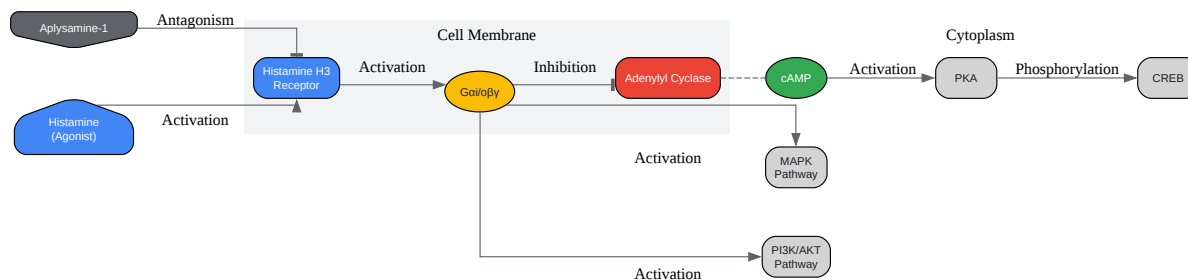 Aplysamine-1
Antagonism
Cell Membrane
Cytoplasm
Histamine H3
Receptor
Activation
Gαi/oβγ
Inhibition
Adenylyl Cyclase
cAMP
Activation
PKA
Phosphorylation
CREB
Histamine
(Agonist)
Activation
Activation
MAPK
Pathway
PI3K/AKT
Pathway
Activation